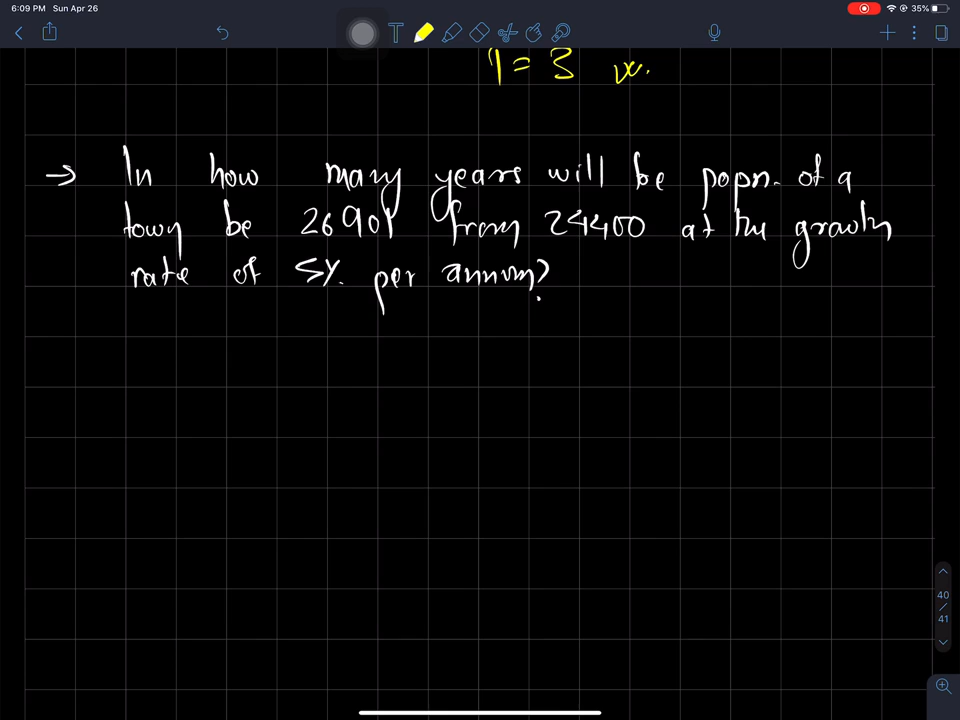 6:09 PM Sun Apr 26
35%
T
1 = 3
→ In how many years will be popn. of a
town be 26901 from 24400 at the growth
rate of 5% per annum?
40
/
41